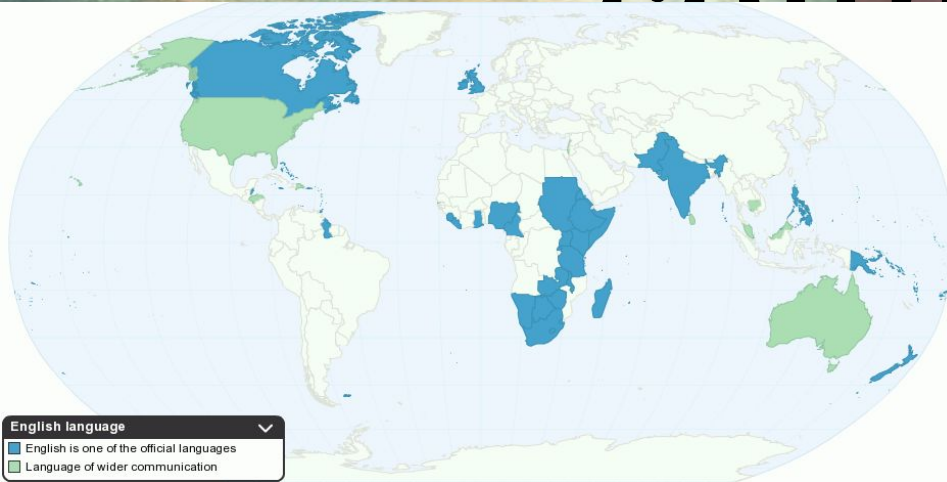 English language
English is one of the official languages
Language of wider communication